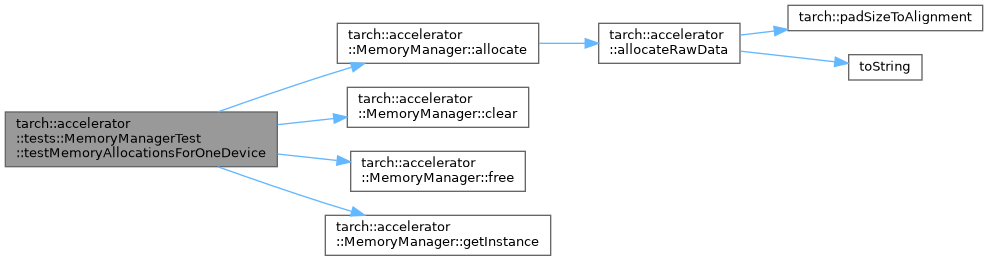 tarch::accelerator
::tests::MemoryManagerTest
::testMemoryAllocationsForOneDevice
tarch::accelerator
::MemoryManager::allocate
tarch::accelerator
::allocateRawData
tarch::padSizeToAlignment
toString
tarch::accelerator
::MemoryManager::clear
tarch::accelerator
::MemoryManager::free
tarch::accelerator
::MemoryManager::getInstance